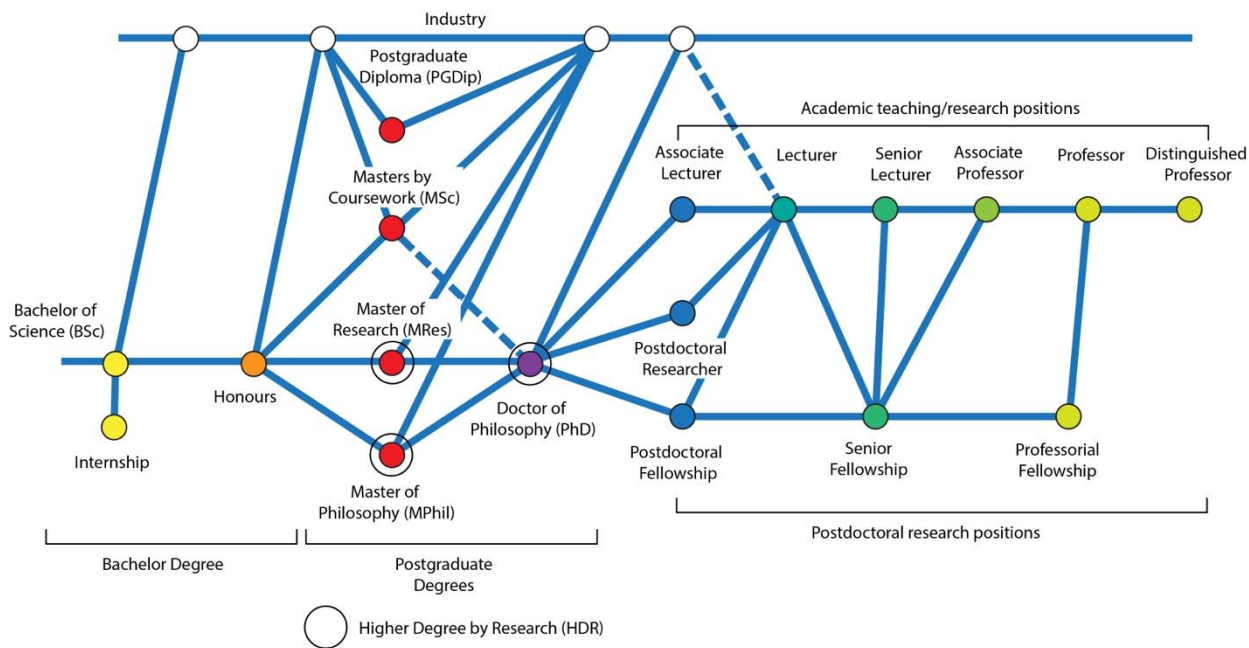 Industry
Postgraduate
Diploma (PGDip)
Masters by
Coursework (MSc)
Academic teaching/research positions
Associate
Lecturer
Lecturer
Senior
Lecturer
Associate
Professor
Professor
Distinguished
Professor
Bachelor of
Science (BSc)
Master of
Research (MRes)
Honours
Internship
Doctor of
Philosophy (PhD)
Postdoctoral
Researcher
Postdoctoral
Fellowship
Senior
Fellowship
Professorial
Fellowship
Master of
Philosophy (MPhil)
Bachelor Degree
Postgraduate
Degrees
Postdoctoral research positions
Higher Degree by Research (HDR)